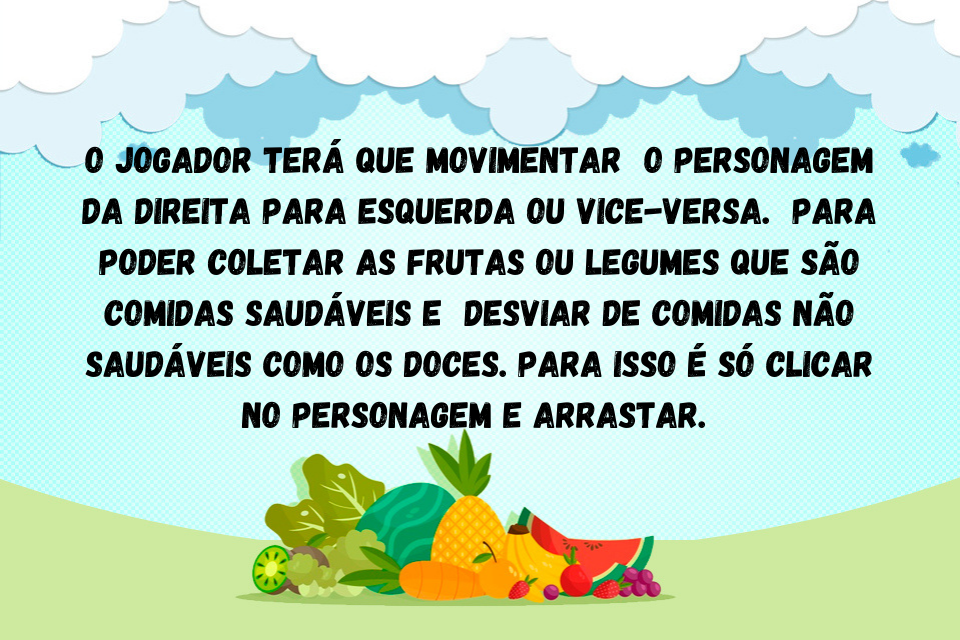 O JOGADOR TERÁ QUE MOVIMENTAR O PERSONAGEM
DA DIREITA PARA ESQUERDA OU VICE-VERSA. PARA
PODER COLETAR AS FRUTAS OU LEGUMES QUE SÃO
COMIDAS SAUDÁVEIS E DESVIAR DE COMIDAS NÃO
SAUDÁVEIS COMO OS DOCES. PARA ISSO É SÓ CLICAR
NO PERSONAGEM E ARRASTAR.